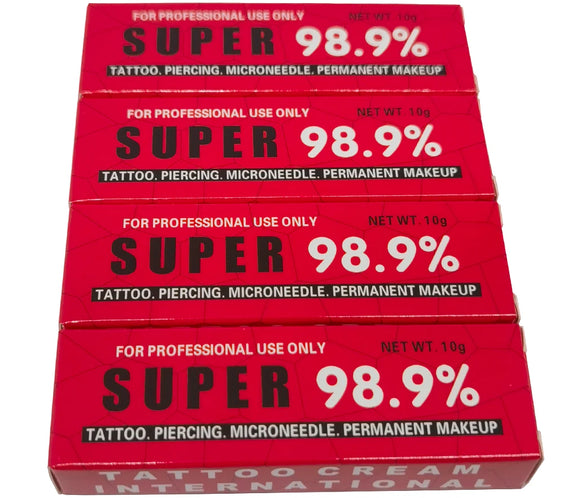 FOR PROFESSIONAL USE ONLY NET WT. 10g
SUPER 98.9%
TATTOO. PIERCING. MICRONEEDLE. PERMANENT MAKEUP
FOR PROFESSIONAL USE ONLY NET WT. 10g
SUPER 98.9%
TATTOO. PIERCING. MICRONEEDLE. PERMANENT MAKEUP
FOR PROFESSIONAL USE ONLY NET WT. 10g
SUPER 98.9%
TATTOO. PIERCING. MICRONEEDLE. PERMANENT MAKEUP
FOR PROFESSIONAL USE ONLY NET WT. 10g
SUPER 98.9%
TATTOO. PIERCING. MICRONEEDLE. PERMANENT MAKEUP
TATTOO CREAM
INTERNATIONAL